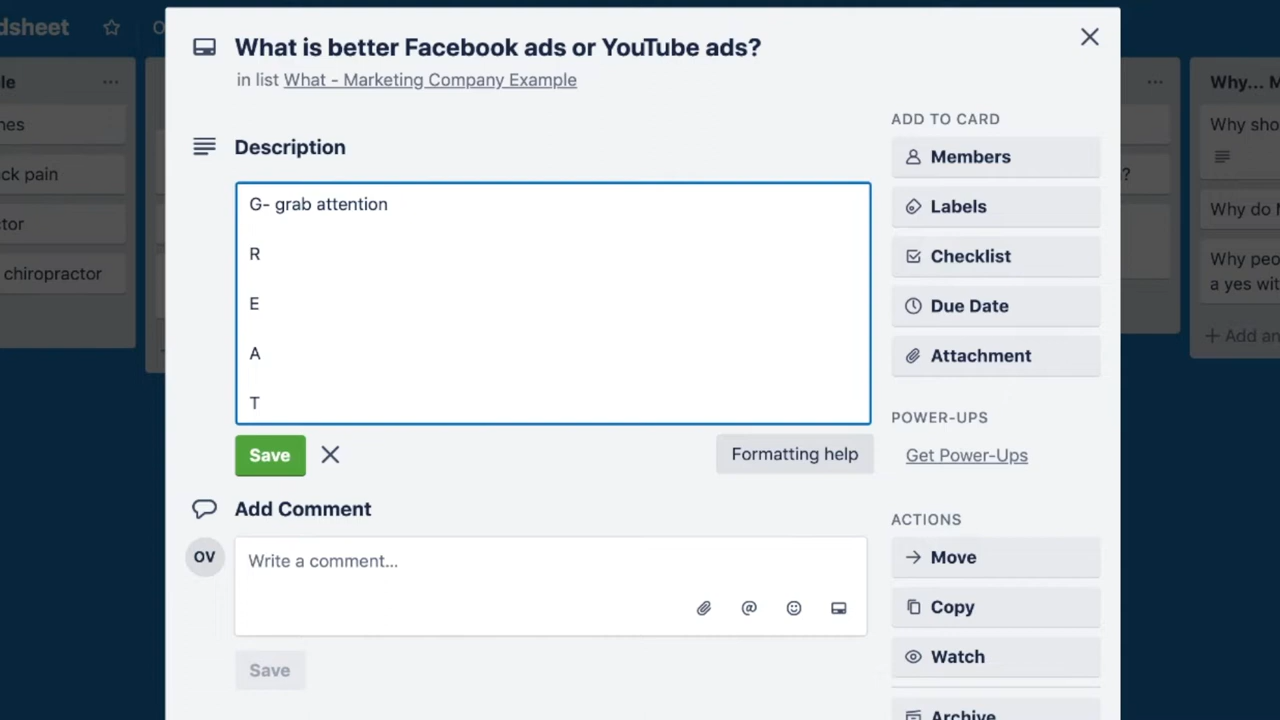 dsheet
What is better Facebook ads or YouTube ads?
in list What - Marketing Company Example
Description
G- grab attention
R
E
A
T
Save
Formatting help
Add Comment
OV
Write a comment...
Save
ADD TO CARD
Members
Labels
Checklist
Due Date
Attachment
POWER-UPS
Get Power-Ups
ACTIONS
Move
Copy
Watch
Archive
le
nes
ck pain
tor
chiropractor
?
Why... M
Why sho
Why do
Why peo
a yes wit
+ Add an